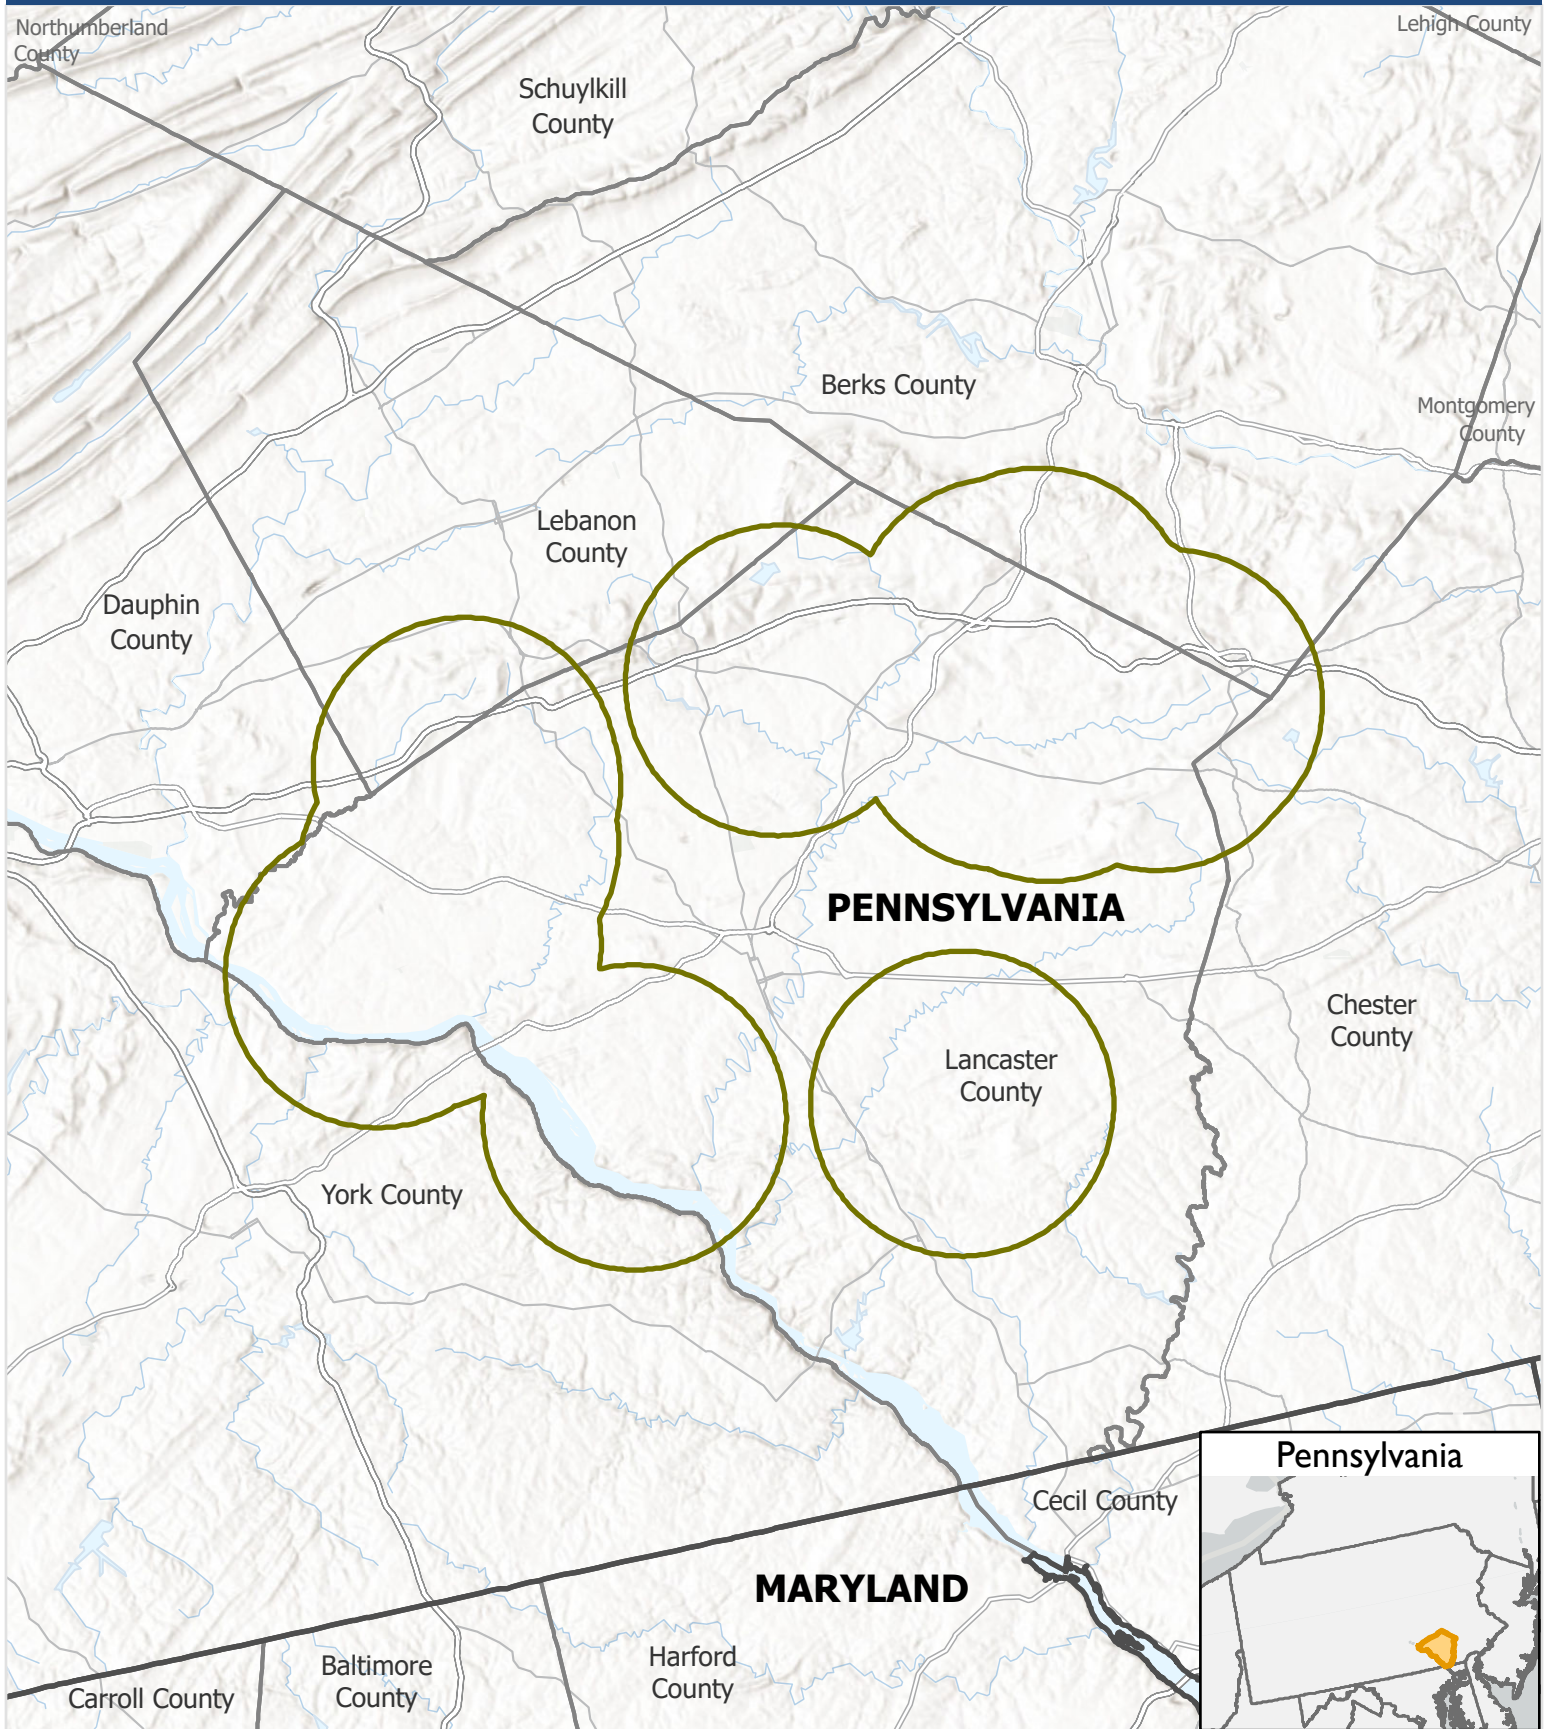 Northumberland
County
Lehigh County
Schuylkill
County
Berks County
Montgomery
County
Lebanon
County
Dauphin
County
PENNSYLVANIA
Chester
County
Lancaster
County
York County
Pennsylvania
Cecil County
MARYLAND
Harford
County
Baltimore
County
Carroll County